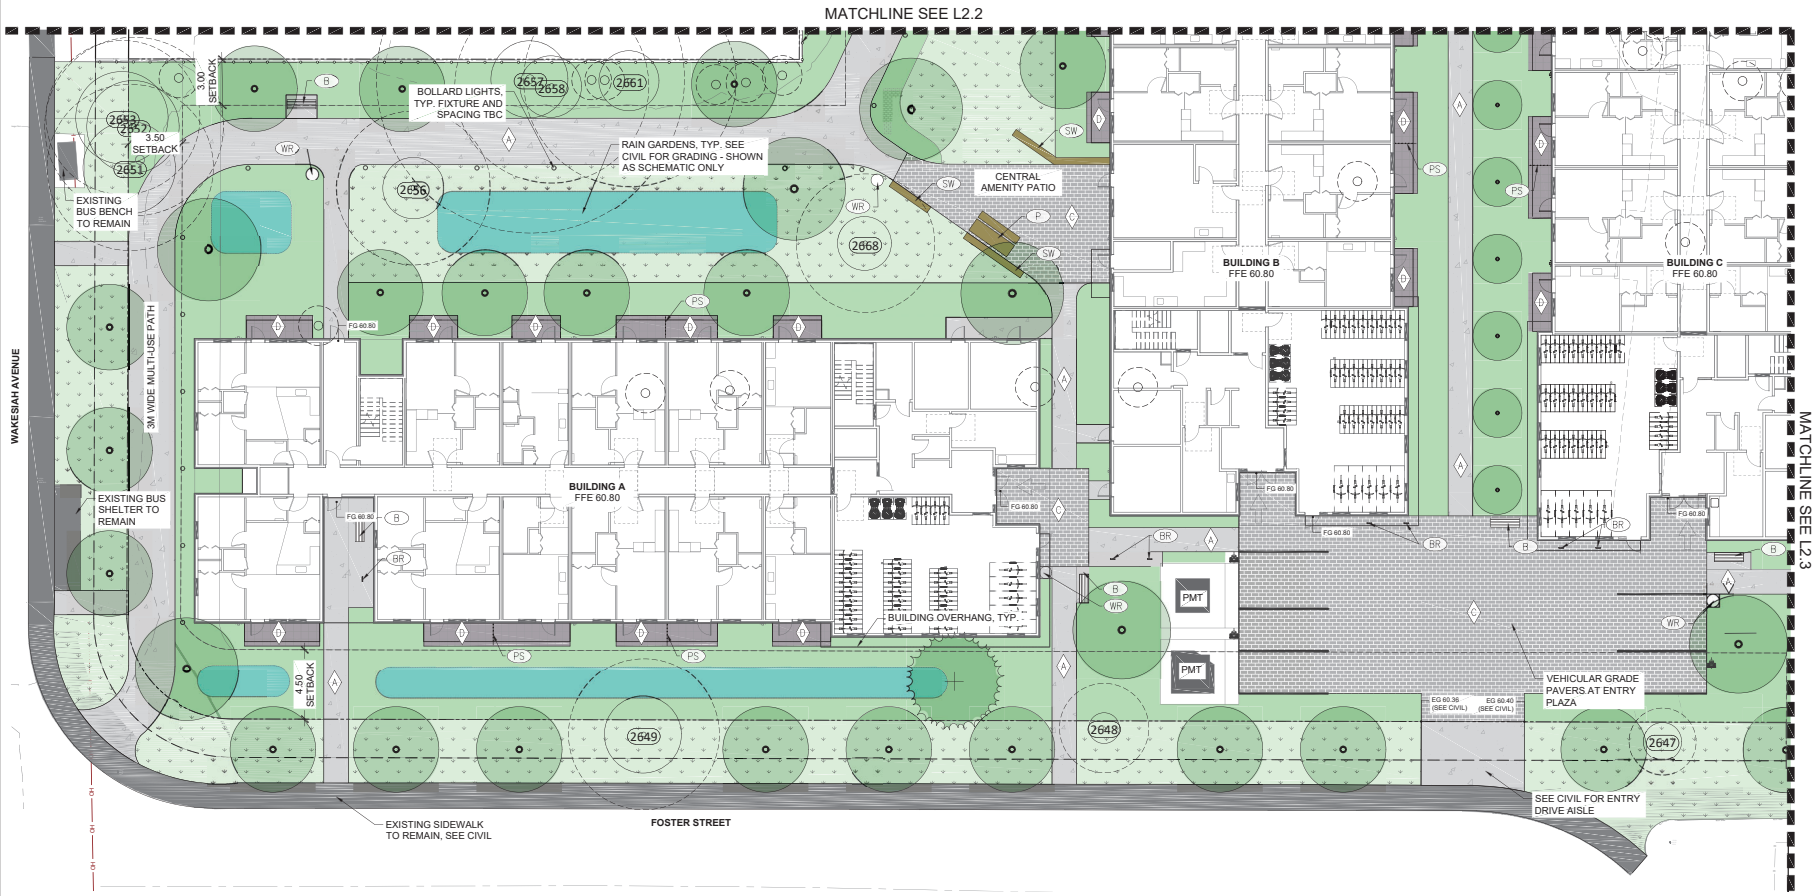 MATCHLINE SEE L2.2
3.00
SETBACK
B
2657
2658
2661
BOLLARD LIGHTS,
TYP. FIXTURE AND
SPACING TBC
2653
2652
3.50
SETBACK
2651
A
WR
RAIN GARDENS, TYP. SEE
CIVIL FOR GRADING - SHOWN
AS SCHEMATIC ONLY
EXISTING
BUS BENCH
TO REMAIN
2656
SW
CENTRAL
AMENITY PATIO
SW
WR
P
C
2668
SW
D
D
A
PS
D
PS
D
D
BUILDING B
FFE 60.80
BUILDING C
FFE 60.80
WAKESIAH AVENUE
3M WIDE MULTI-USE PATH
PS
D
FG 60.80
D
D
D
D
A
BUILDING A
FFE 60.80
EXISTING BUS
SHELTER TO
REMAIN
FG 60.80
B
BR
FG 60.80
C
FG 60.80
A
FG 60.80
BR
A
FG 60.80
BR
B
FG 60.80
BR
B
A
MATCHLINE SEE L2.3
B
WR
PMT
C
WR
BUILDING OVERHANG, TYP.
D
D
D
D
PS
PS
A
4.50
SETBACK
A
PMT
VEHICULAR GRADE
PAVERS AT ENTRY
PLAZA
EG 60.36
(SEE CIVIL)
EG 60.40
(SEE CIVIL)
2649
2648
2647
SEE CIVIL FOR ENTRY
DRIVE AISLE
EXISTING SIDEWALK
TO REMAIN, SEE CIVIL
FOSTER STREET
OH
OH
OH